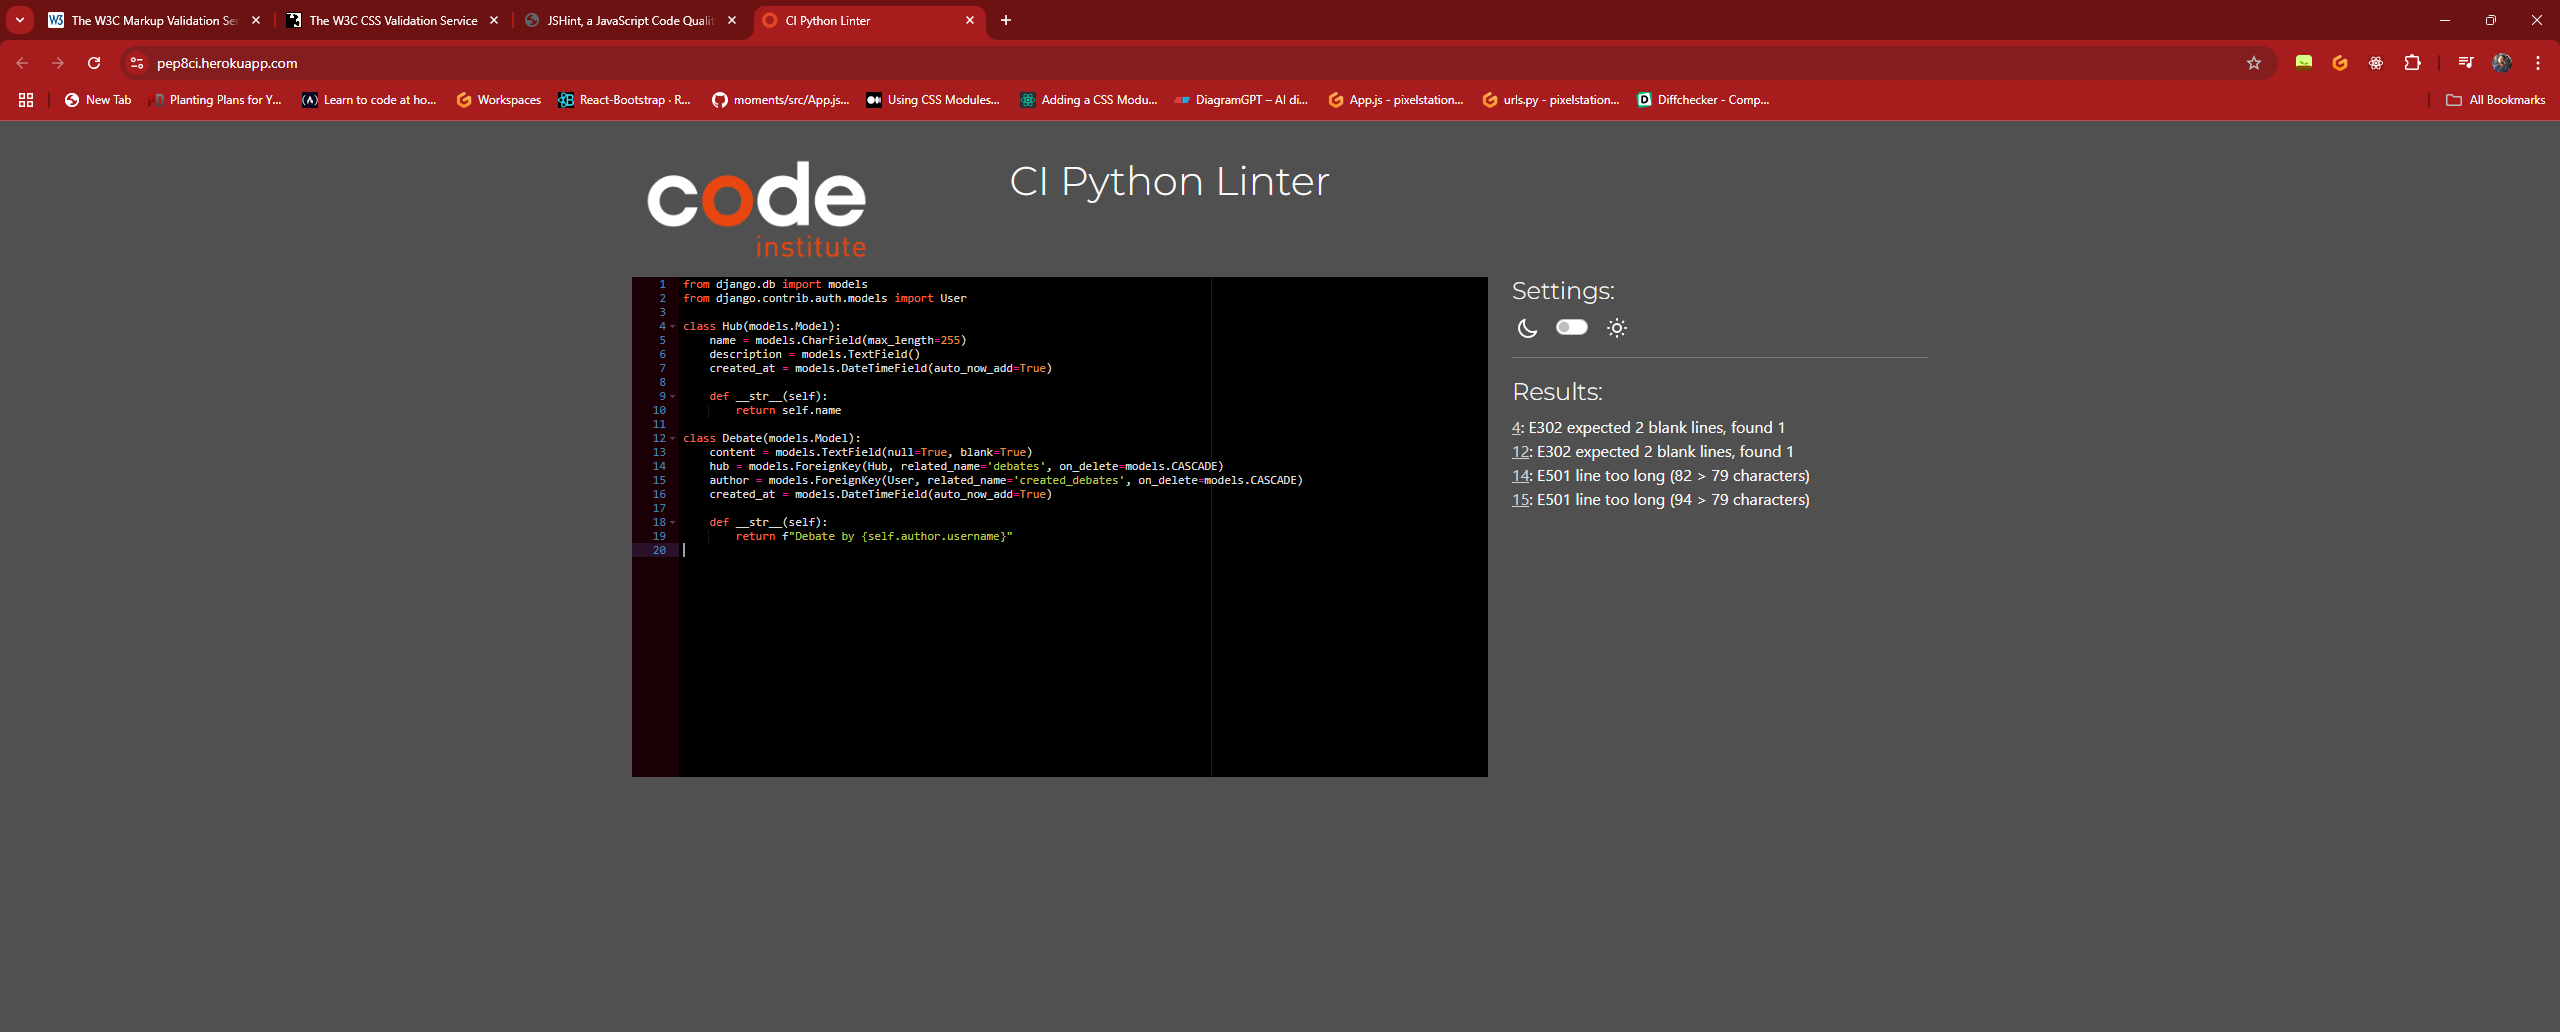 The W3C Markup Validation Se
The W3C CSS Validation Service
JSHint, a JavaScript Code Qualit
CI Python Linter
pep8ci.herokuapp.com
New Tab
Planting Plans for Y...
Learn to code at ho...
Workspaces
React-Bootstrap · R...
moments/src/App.js...
Using CSS Modules...
Adding a CSS Modu...
DiagramGPT – AI di...
App.js - pixelstation...
urls.py - pixelstation...
Diffchecker - Comp...
All Bookmarks
code
institute
CI Python Linter
1 from django.db import models
2 from django.contrib.auth.models import User
3
4 class Hub(models.Model):
5 name = models.CharField(max_length=255)
6 description = models.TextField()
7 created_at = models.DateTimeField(auto_now_add=True)
8
9 def __str__(self):
10 return self.name
11
12 class Debate(models.Model):
13 content = models.TextField(null=True, blank=True)
14 hub = models.ForeignKey(Hub, related_name='debates', on_delete=models.CASCADE)
15 author = models.ForeignKey(User, related_name='created_debates', on_delete=models.CASCADE)
16 created_at = models.DateTimeField(auto_now_add=True)
17
18 def __str__(self):
19 return f"Debate by {self.author.username}"
20
Settings:
Results:
4: E302 expected 2 blank lines, found 1
12: E302 expected 2 blank lines, found 1
14: E501 line too long (82 > 79 characters)
15: E501 line too long (94 > 79 characters)